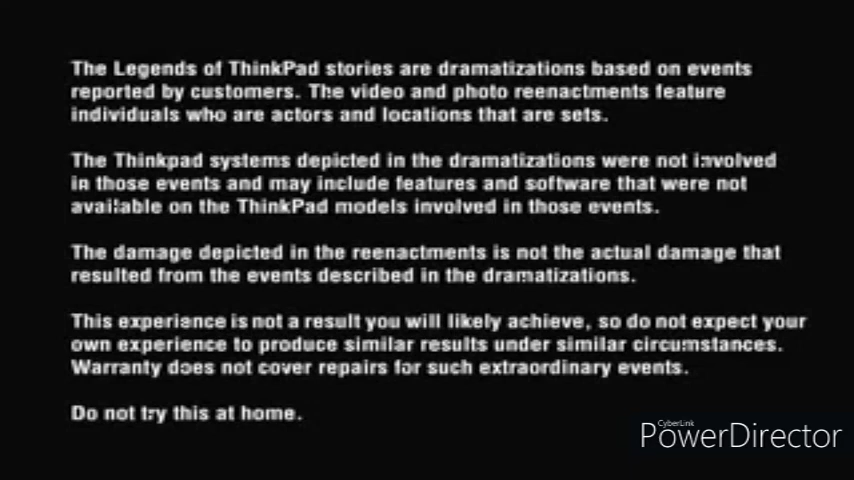 The Legends of ThinkPad stories are dramatizations based on events
reported by customers. The video and photo reenactments feature
individuals who are actors and locations that are sets.
The Thinkpad systems depicted in the dramatizations were not involved
in those events and may include features and software that were not
available on the ThinkPad models involved in those events.
The damage depicted in the reenactments is not the actual damage that
resulted from the events described in the dramatizations.
This experiance is not a result you will likely achieve, so do not expect your
own experience to produce similar results under similar circumstances.
Warranty does not cover repairs for such extraordinary events.
Do not try this at home.
CyberLink
PowerDirector